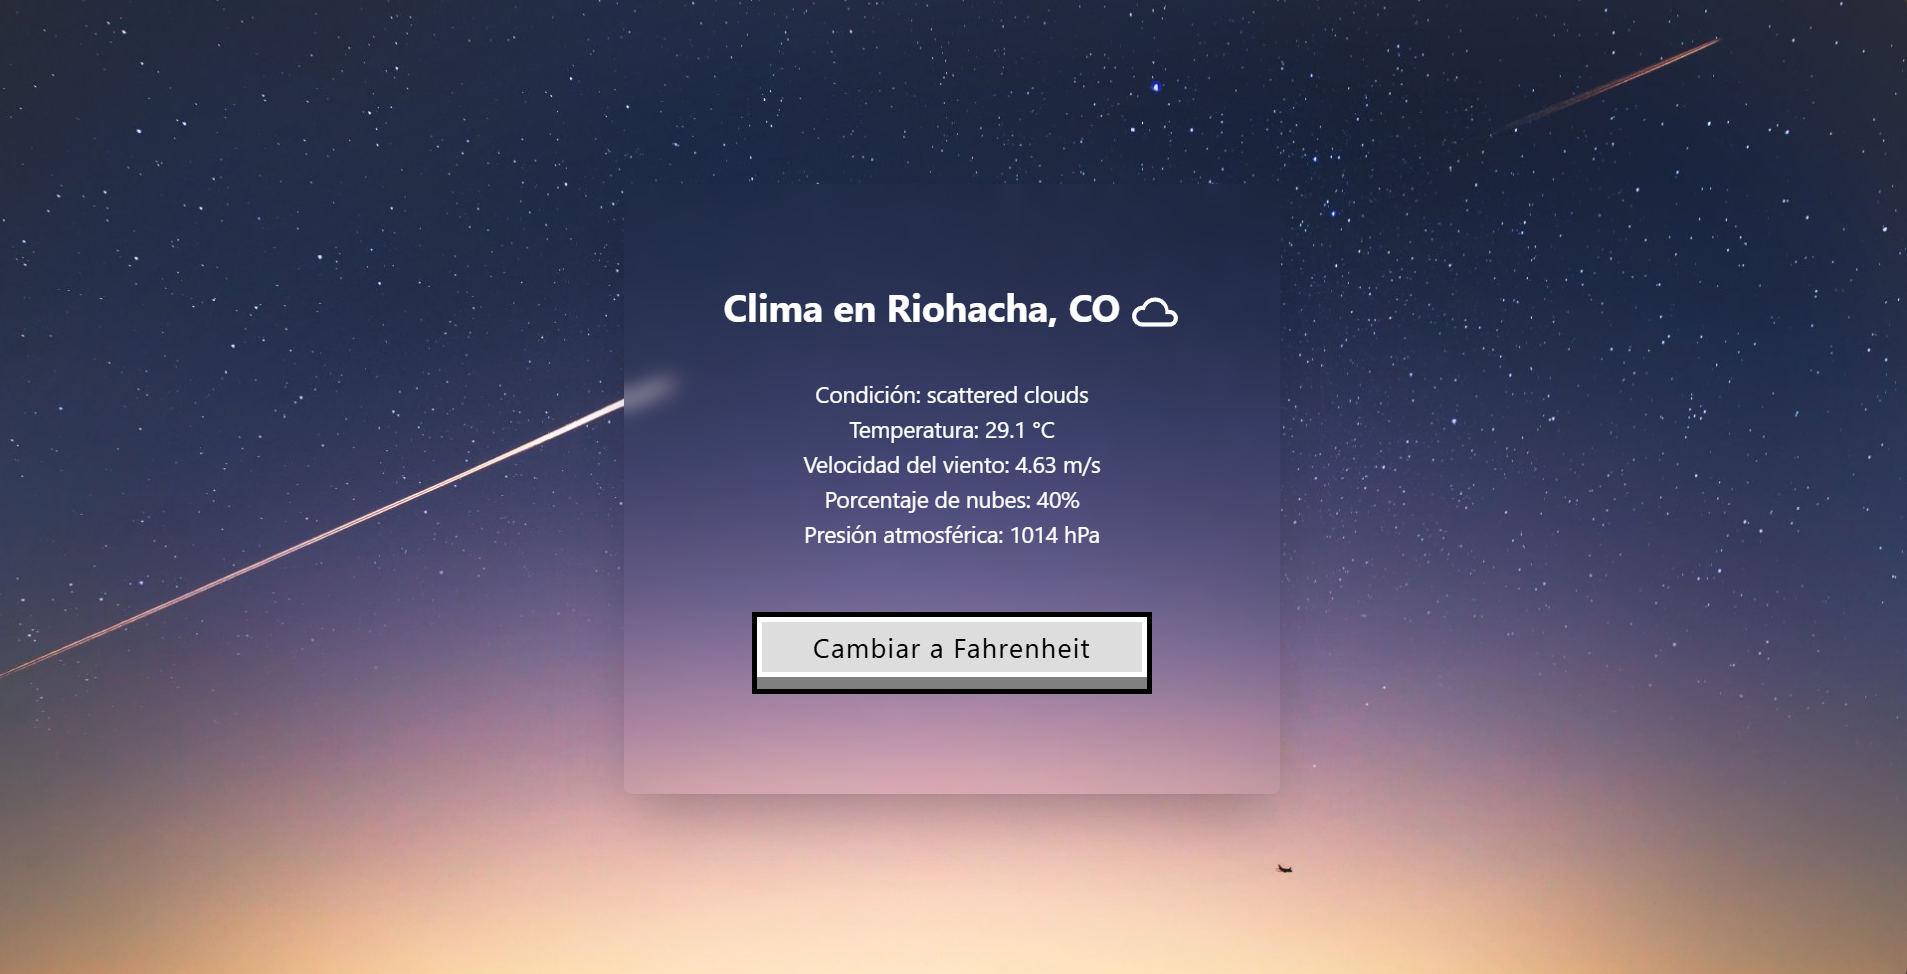 Clima en Riohacha, CO
Condición: scattered clouds
Temperatura: 29.1 °C
Velocidad del viento: 4.63 m/s
Porcentaje de nubes: 40%
Presión atmosférica: 1014 hPa
Cambiar a Fahrenheit